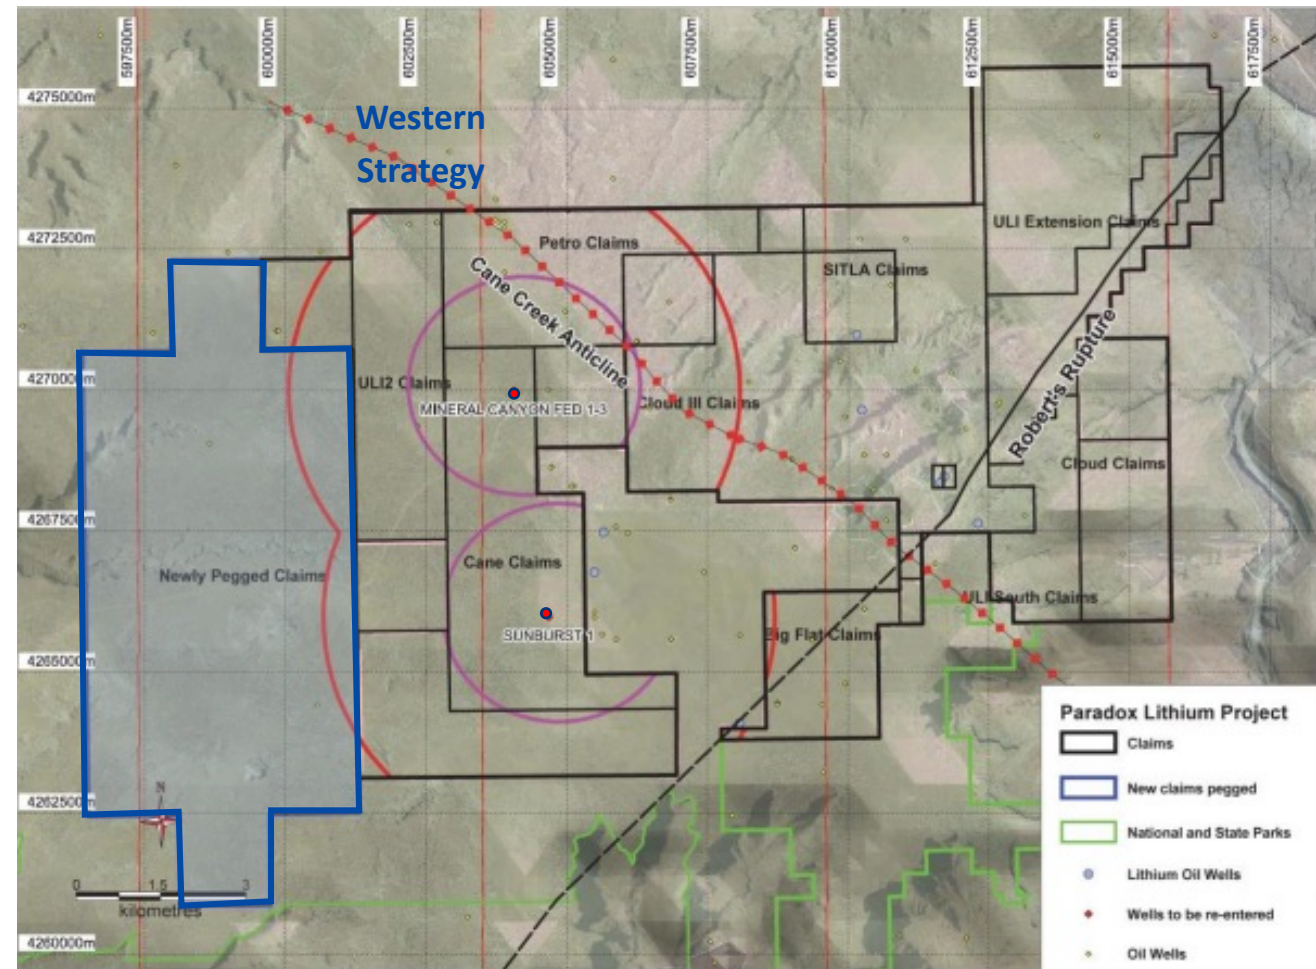 597500m
600000m
602500m
605000m
607500m
610000m
612500m
615000m
617500m
4275000m
Western
Strategy
4272500m
Petro Claims
ULI Extension Claims
SITLA Claims
Cane Creek Anticline
4270000m
ULI2 Claims
MINERAL CANYON FED 1-3
Cloud III Claims
Robert's Rupture
Cloud Claims
4267500m
Newly Pegged Claims
Cane Claims
ULI South Claims
SUNBURST 1
Big Flat Claims
4265000m
Paradox Lithium Project
Claims
New claims pegged
National and State Parks
Lithium Oil Wells
Wells to be re-entered
Oil Wells
4262500m
N
0 1.5 3
kilometres
4260000m